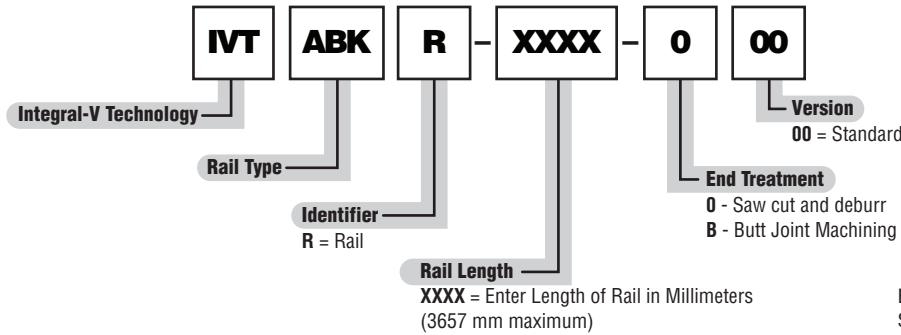 IVT ABK R - XXXX - 0 00
Integral-V Technology
Version
00 = Standard
Rail Type
End Treatment
0 - Saw cut and deburr
B - Butt Joint Machining
Identifier
R = Rail
Rail Length
XXXX = Enter Length of Rail in Millimeters
(3657 mm maximum)